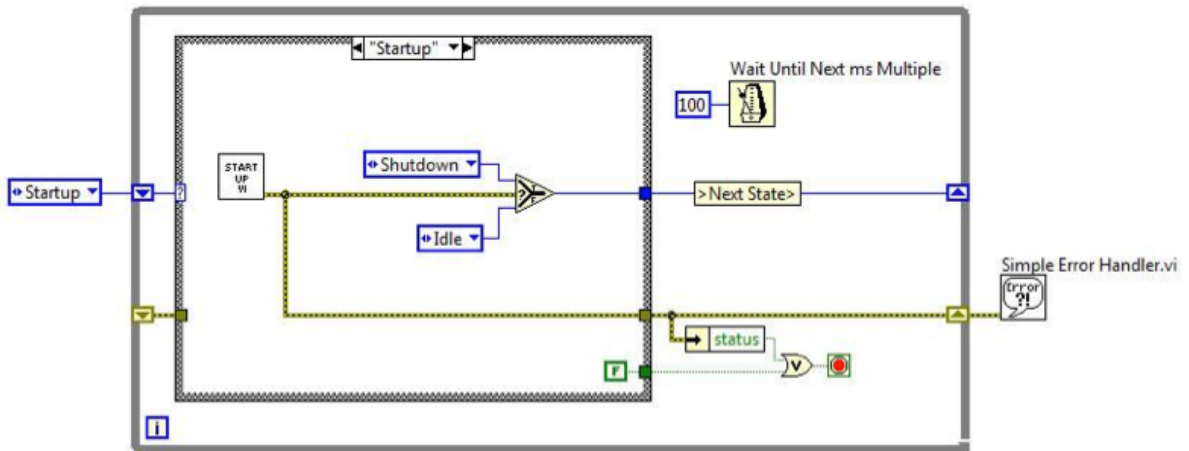 "Startup"
Wait Until Next ms Multiple
100
START
UP
VI
Shutdown
? F
Startup
?
>Next State>
Idle
Simple Error Handler.vi
Error
?!
status
V
F
i